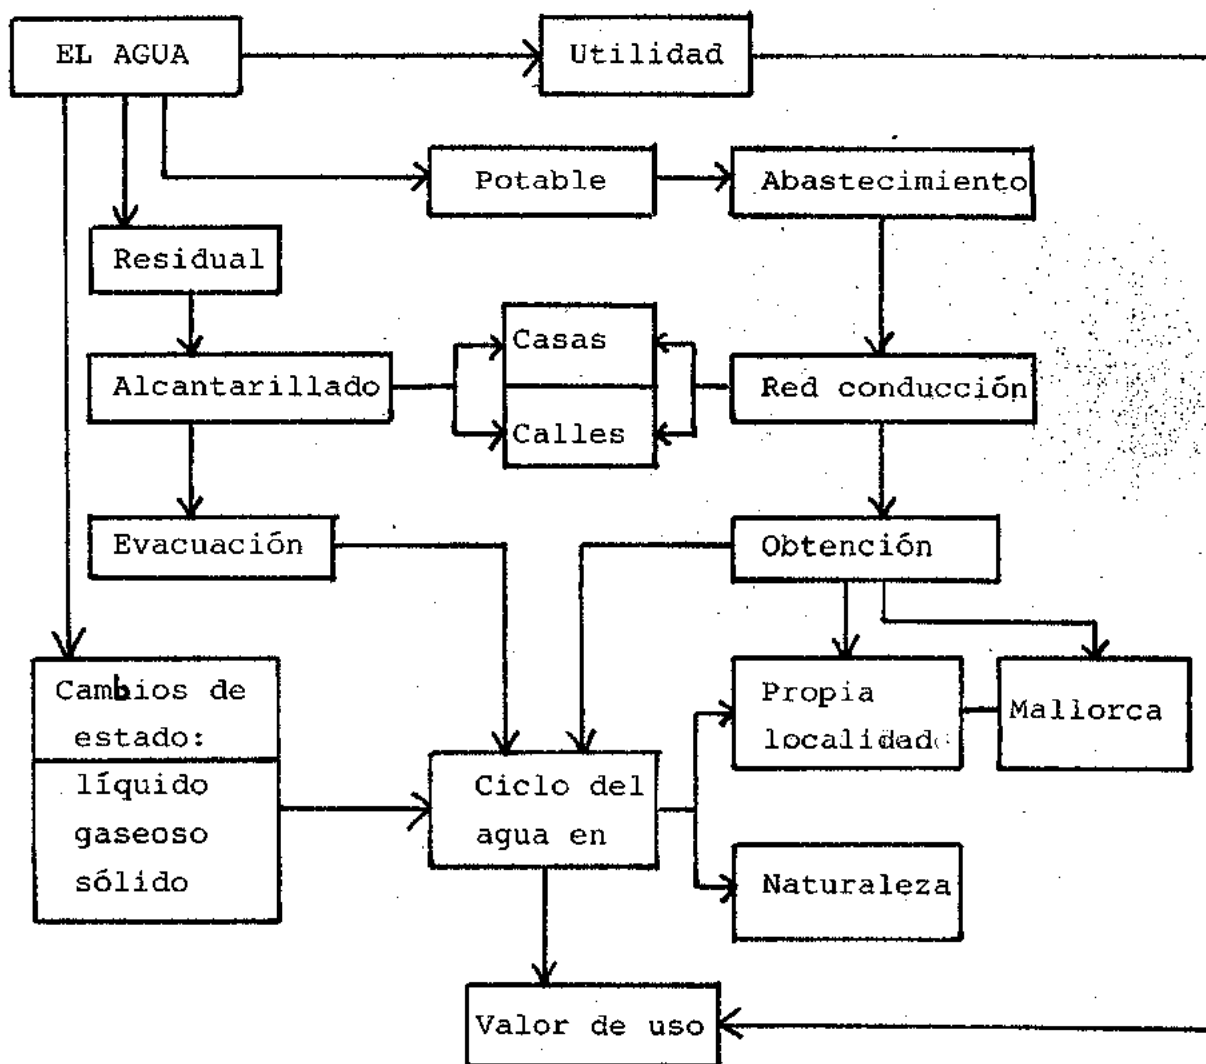 EL AGUA
Utilidad
Potable
Abastecimiento
Residual
Casas
Alcantarillado
Red conducción
Calles
Evacuación
Obtención
Cambios de
estado:
líquido
gaseoso
sólido
Ciclo del
agua en
Propia
localidad
Mallorca
Naturaleza
Valor de uso